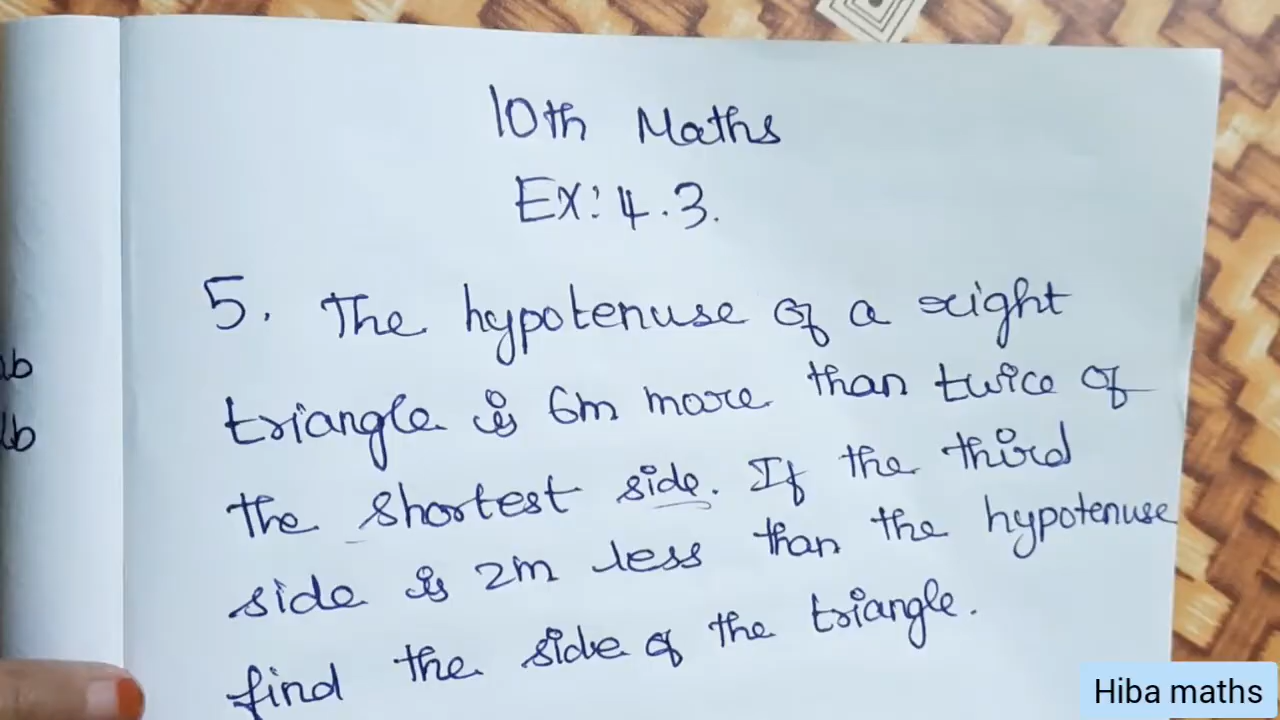 10th Maths
Ex: 4.3.
5. The hypotenuse of a right
triangle is 6m more than twice of
the shortest side. If the third
side is 2m less than the hypotenuse
find the side of the triangle.
ab
Hiba maths